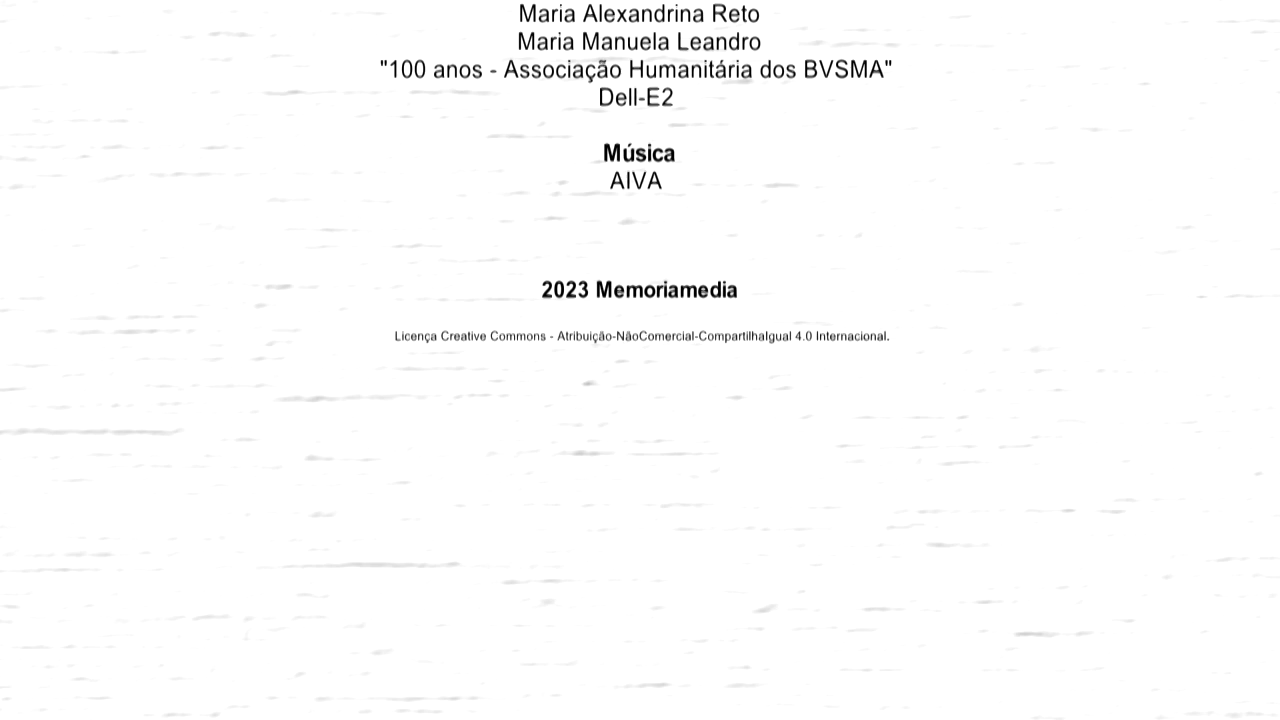 Maria Alexandrina Reto
Maria Manuela Leandro
"100 anos - Associação Humanitária dos BVSMA"
Dell-E2
Música
AIVA
2023 Memoriamedia
Licença Creative Commons - Atribuição-NãoComercial-CompartilhaIgual 4.0 Internacional.